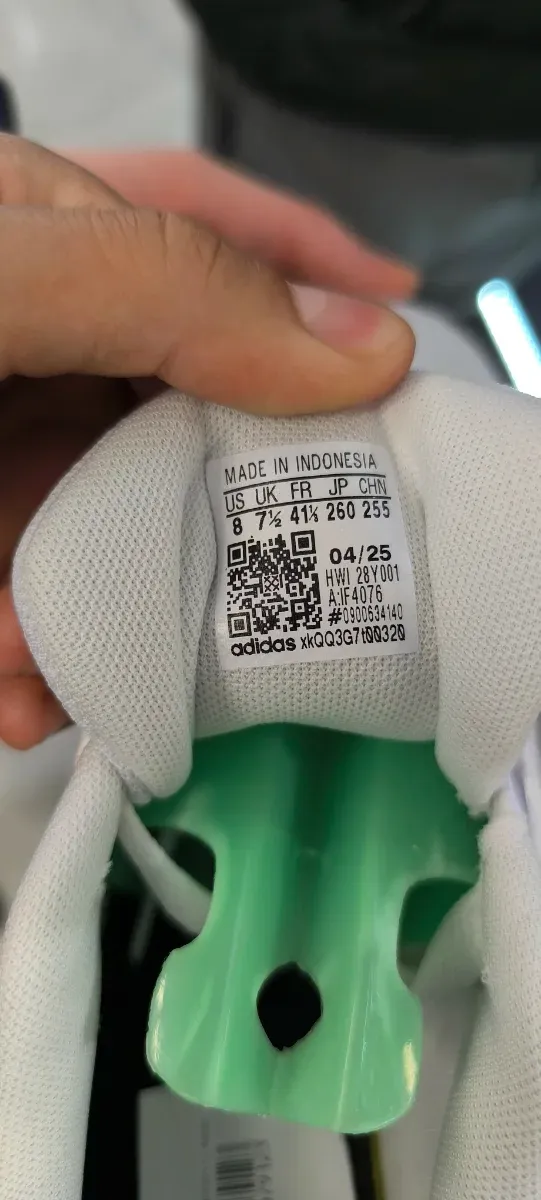 MADE IN INDONESIA
US UK FR JP CHN
8 7½ 41⅓ 260 255
04/25
HWI 28Y001
A:IF4076
#0900634140
adidas xkQQ3G7t00320